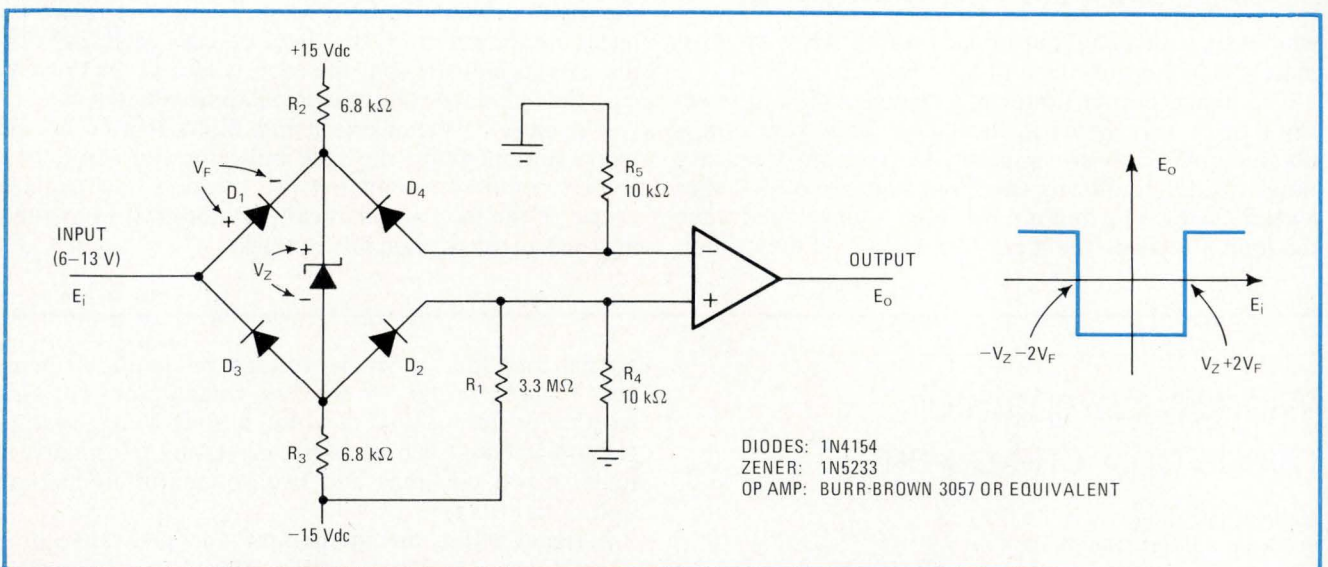 +15 Vdc
R2 6.8 kΩ
VF
−
+
D1
D4
R5
10 kΩ
INPUT
(6–13 V)
Ei
VZ
+
−
D3
D2
R1 3.3 MΩ
R4
10 kΩ
R3 6.8 kΩ
−15 Vdc
−
+
OUTPUT
Eo
DIODES: 1N4154
ZENER: 1N5233
OP AMP: BURR-BROWN 3057 OR EQUIVALENT
Eo
Ei
−VZ−2VF
VZ+2VF